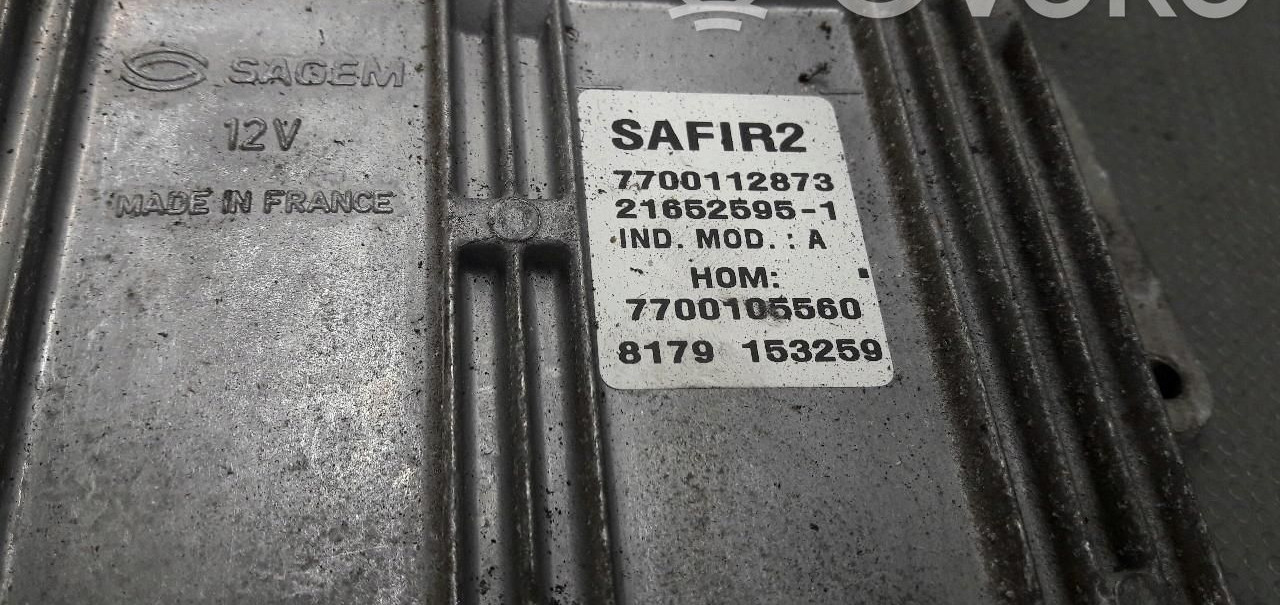 SAGEM
12V
MADE IN FRANCE
SAFIR2
7700112873
21652595-1
IND. MOD. : A
HOM:
7700105560
8179 153259